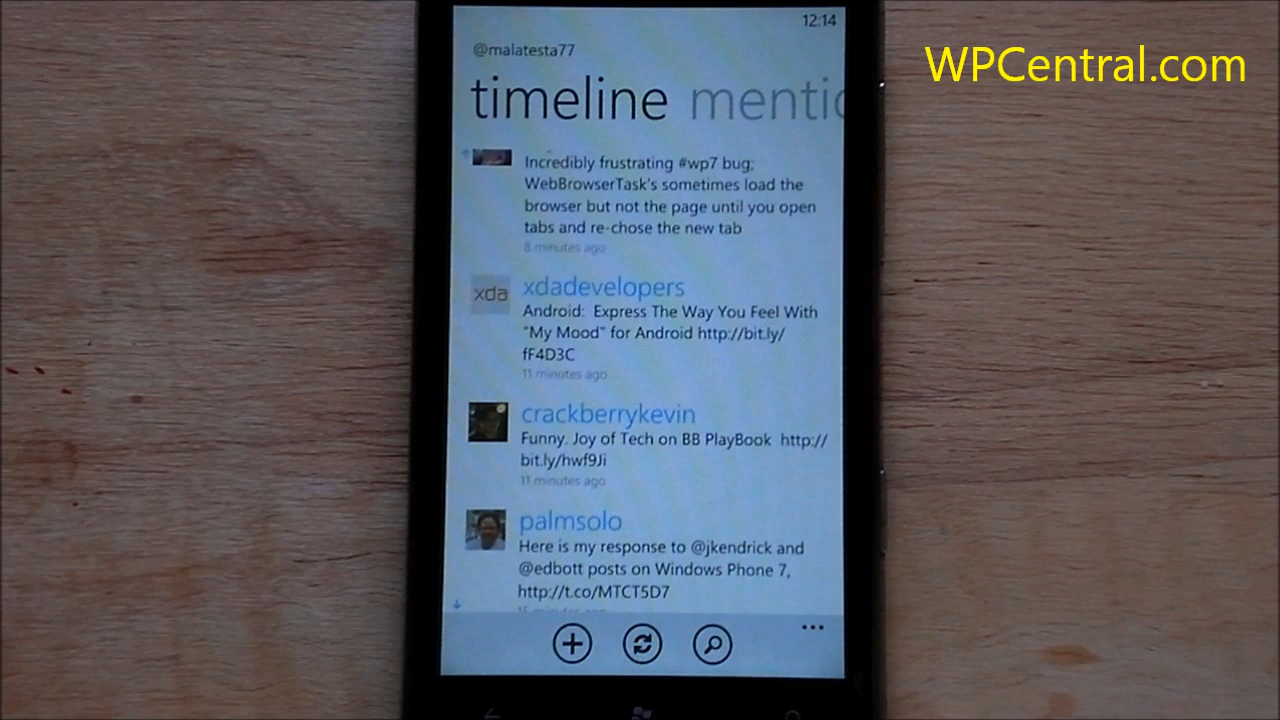 12:14
WPCentral.com
@malatesta77
timeline mentic
Incredibly frustrating #wp7 bug;
WebBrowserTask's sometimes load the
browser but not the page until you open
tabs and re-chose the new tab
8 minutes ago
xda
xdadevelopers
Android: Express The Way You Feel With
"My Mood" for Android http://bit.ly/
fF4D3C
11 minutes ago
crackberrykevin
Funny. Joy of Tech on BB PlayBook http://
bit.ly/hwf9Ji
11 minutes ago
palmsolo
Here is my response to @jkendrick and
@edbott posts on Windows Phone 7,
http://t.co/MTCT5D7
15 minutes ago